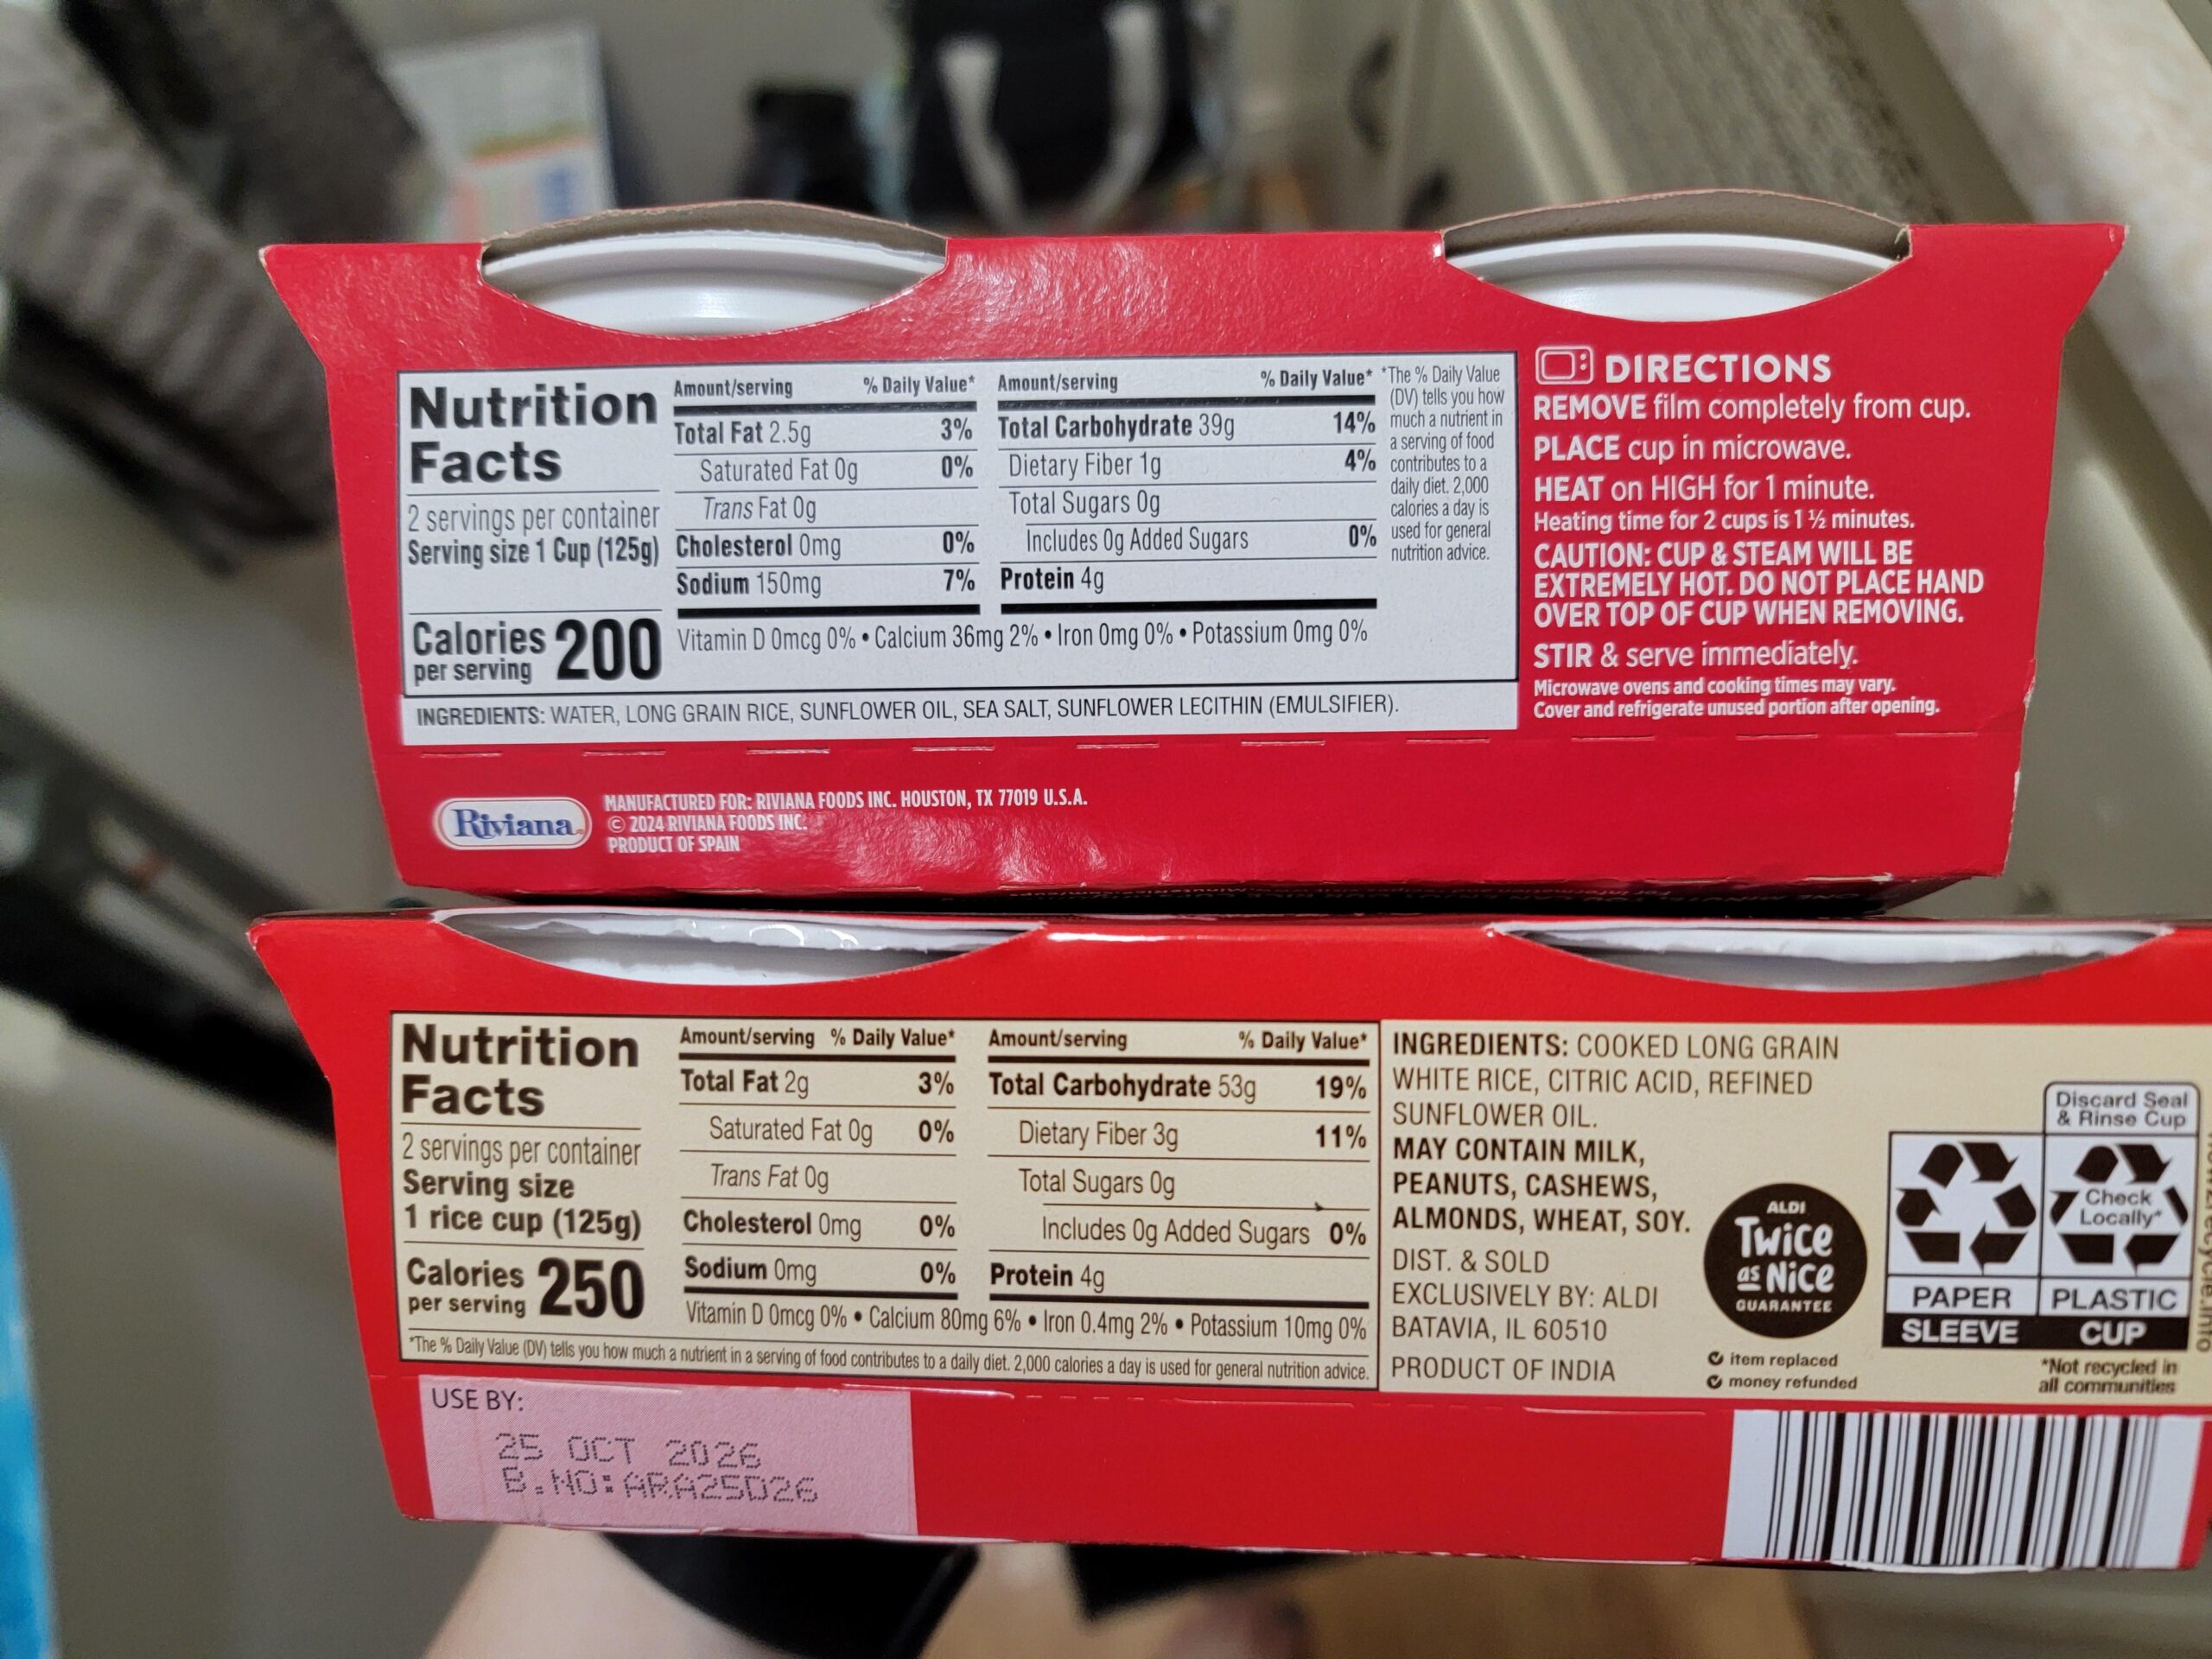 Nutrition
Facts
2 servings per container
Serving size 1 Cup (125g)
Calories
per serving
200
Amount/serving % Daily Value*
Total Fat 2.5g 3%
Saturated Fat 0g 0%
Trans Fat 0g
Cholesterol 0mg 0%
Sodium 150mg 7%
Amount/serving % Daily Value*
Total Carbohydrate 39g 14%
Dietary Fiber 1g 4%
Total Sugars 0g
Includes 0g Added Sugars 0%
Protein 4g
Vitamin D 0mcg 0% • Calcium 36mg 2% • Iron 0mg 0% • Potassium 0mg 0%
*The % Daily Value
(DV) tells you how
much a nutrient in
a serving of food
contributes to a
daily diet. 2,000
calories a day is
used for general
nutrition advice.
INGREDIENTS: WATER, LONG GRAIN RICE, SUNFLOWER OIL, SEA SALT, SUNFLOWER LECITHIN (EMULSIFIER).
DIRECTIONS
REMOVE film completely from cup.
PLACE cup in microwave.
HEAT on HIGH for 1 minute.
Heating time for 2 cups is 1 ½ minutes.
CAUTION: CUP & STEAM WILL BE
EXTREMELY HOT. DO NOT PLACE HAND
OVER TOP OF CUP WHEN REMOVING.
STIR & serve immediately.
Microwave ovens and cooking times may vary.
Cover and refrigerate unused portion after opening.
Riviana
MANUFACTURED FOR: RIVIANA FOODS INC. HOUSTON, TX 77019 U.S.A.
© 2024 RIVIANA FOODS INC.
PRODUCT OF SPAIN
Nutrition
Facts
2 servings per container
Serving size
1 rice cup (125g)
Calories
per serving
250
Amount/serving % Daily Value*
Total Fat 2g 3%
Saturated Fat 0g 0%
Trans Fat 0g
Cholesterol 0mg 0%
Sodium 0mg 0%
Amount/serving % Daily Value*
Total Carbohydrate 53g 19%
Dietary Fiber 3g 11%
Total Sugars 0g
Includes 0g Added Sugars 0%
Protein 4g
Vitamin D 0mcg 0% • Calcium 80mg 6% • Iron 0.4mg 2% • Potassium 10mg 0%
*The % Daily Value (DV) tells you how much a nutrient in a serving of food contributes to a daily diet. 2,000 calories a day is used for general nutrition advice.
INGREDIENTS: COOKED LONG GRAIN
WHITE RICE, CITRIC ACID, REFINED
SUNFLOWER OIL.
MAY CONTAIN MILK,
PEANUTS, CASHEWS,
ALMONDS, WHEAT, SOY.
DIST. & SOLD
EXCLUSIVELY BY: ALDI
BATAVIA, IL 60510
PRODUCT OF INDIA
ALDI
Twice
as Nice
GUARANTEE
item replaced
money refunded
Discard Seal
& Rinse Cup
Check
Locally*
PAPER
SLEEVE
PLASTIC
CUP
*Not recycled in
all communities
USE BY:
25 OCT 2026
B.NO:ARA25D26